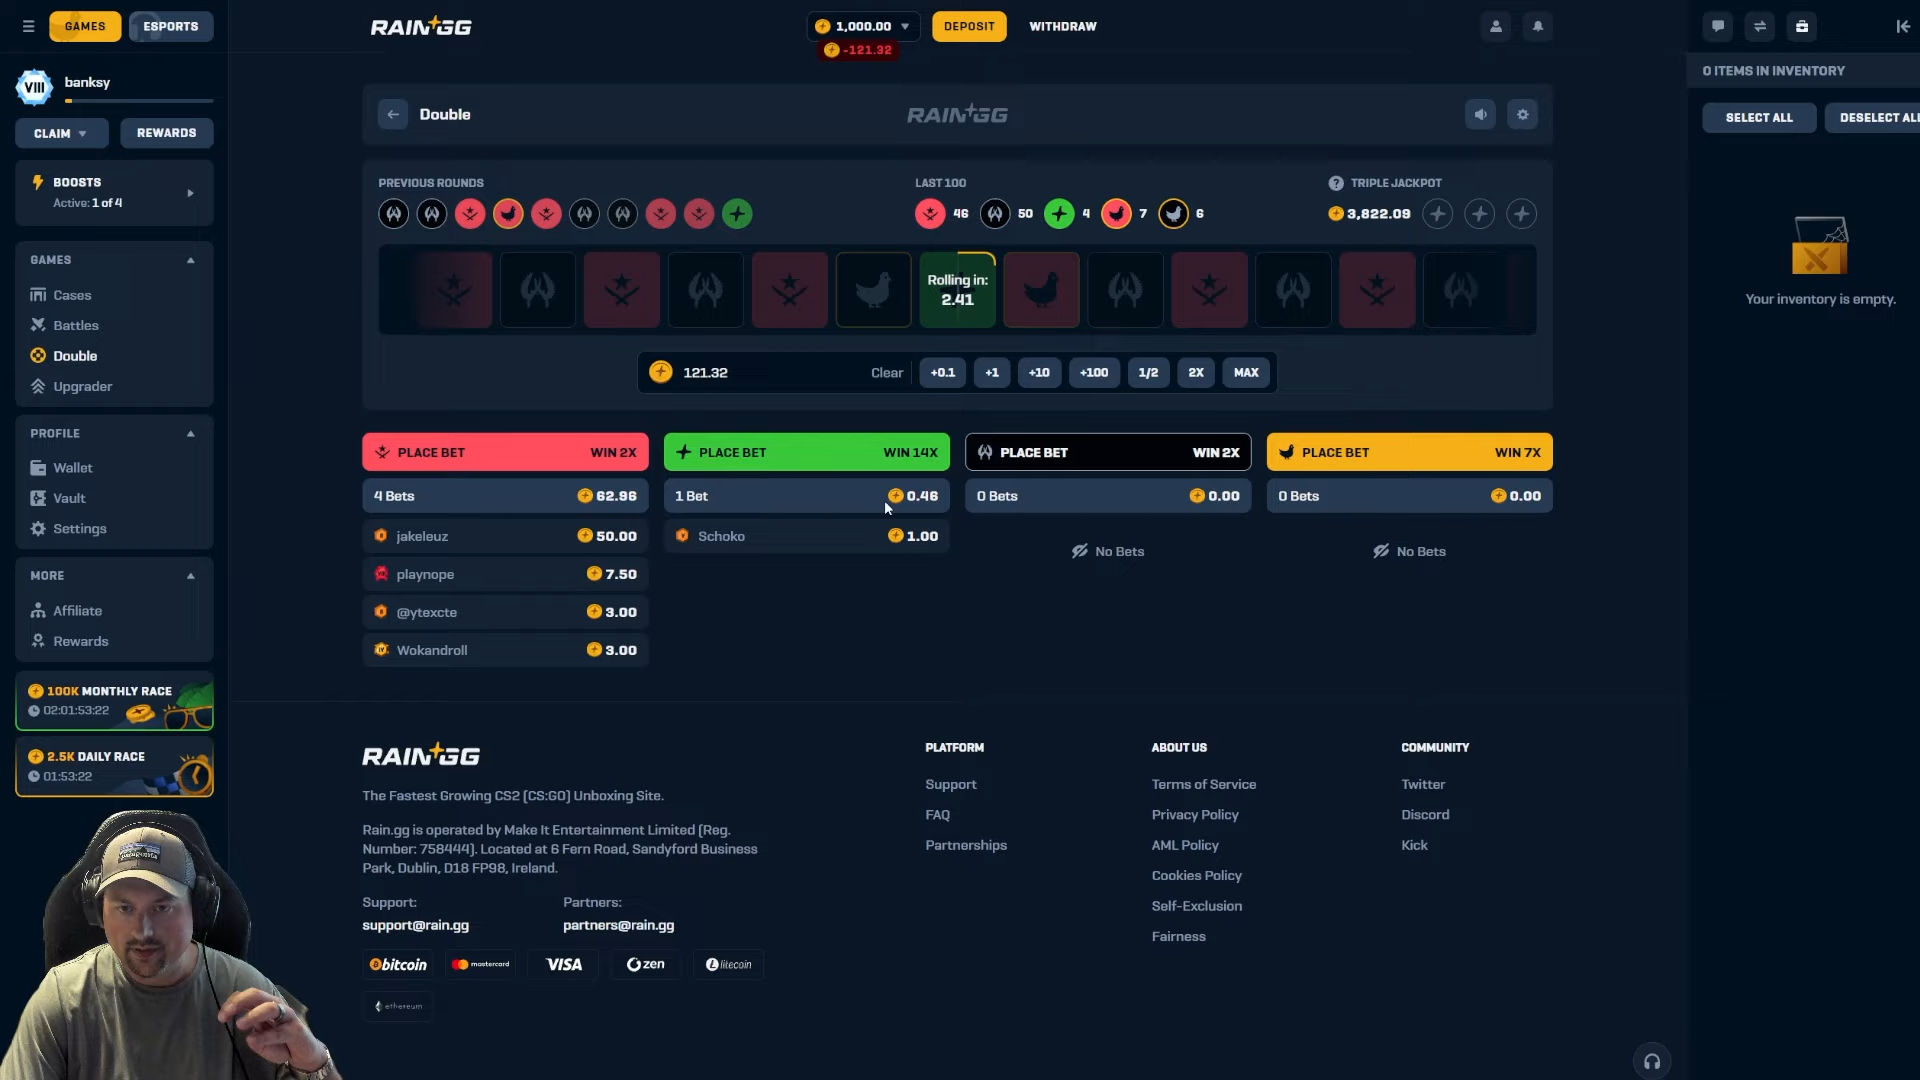 GAMES
ESPORTS
RAIN GG
1,000.00
-121.32
DEPOSIT
WITHDRAW
VIII
banksy
CLAIM
REWARDS
BOOSTS
Active: 1 of 4
GAMES
Cases
Battles
Double
Upgrader
PROFILE
Wallet
Vault
Settings
MORE
Affiliate
Rewards
100K MONTHLY RACE
02:01:53:22
2.5K DAILY RACE
01:53:22
Double
RAIN GG
PREVIOUS ROUNDS
LAST 100
46
50
4
7
6
? TRIPLE JACKPOT
3,822.09
Rolling in:
2.41
121.32
Clear
+0.1
+1
+10
+100
1/2
2X
MAX
PLACE BET WIN 2X
4 Bets 62.96
jakeleuz 50.00
playnope 7.50
@ytexcte 3.00
Wokandroll 3.00
PLACE BET WIN 14X
1 Bet 0.46
Schoko 1.00
PLACE BET WIN 2X
0 Bets 0.00
No Bets
PLACE BET WIN 7X
0 Bets 0.00
No Bets
0 ITEMS IN INVENTORY
SELECT ALL
DESELECT ALL
Your inventory is empty.
RAIN GG
The Fastest Growing CS2 (CS:GO) Unboxing Site.
Rain.gg is operated by Make It Entertainment Limited (Reg.
Number: 758444). Located at 6 Fern Road, Sandyford Business
Park, Dublin, D18 FP98, Ireland.
Support:
support@rain.gg
Partners:
partners@rain.gg
bitcoin
mastercard
VISA
zen
litecoin
ethereum
PLATFORM
Support
FAQ
Partnerships
ABOUT US
Terms of Service
Privacy Policy
AML Policy
Cookies Policy
Self-Exclusion
Fairness
COMMUNITY
Twitter
Discord
Kick